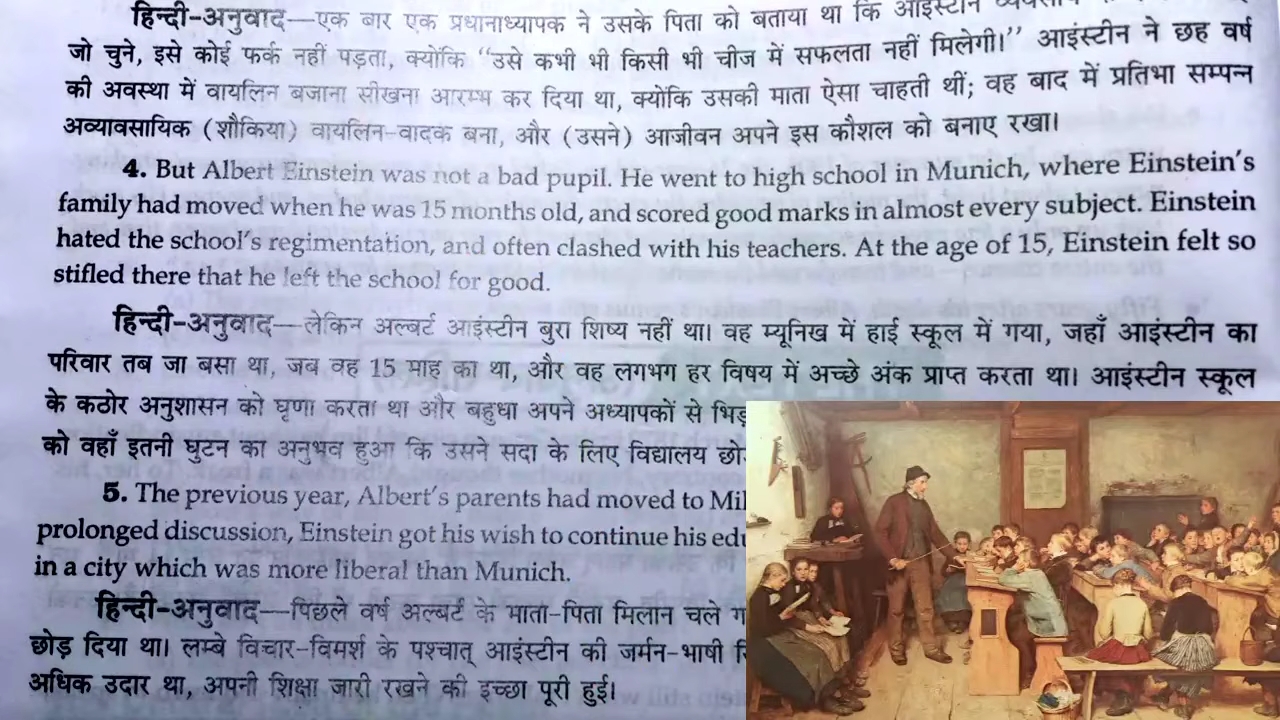 हिन्दी-अनुवाद—एक बार एक प्रधानाध्यापक ने उसके पिता को बताया था कि आइंस्टीन
जो चुने, इसे कोई फर्क नहीं पड़ता, क्योंकि “उसे कभी भी किसी भी चीज में सफलता नहीं मिलेगी।” आइंस्टीन ने छह वर्ष
की अवस्था में वायलिन बजाना सीखना आरम्भ कर दिया था, क्योंकि उसकी माता ऐसा चाहती थीं; वह बाद में प्रतिभा सम्पन्न
अव्यावसायिक (शौकिया) वायलिन-वादक बना, और (उसने) आजीवन अपने इस कौशल को बनाए रखा।
4. But Albert Einstein was not a bad pupil. He went to high school in Munich, where Einstein’s
family had moved when he was 15 months old, and scored good marks in almost every subject. Einstein
hated the school’s regimentation, and often clashed with his teachers. At the age of 15, Einstein felt so
stifled there that he left the school for good.
हिन्दी-अनुवाद—लेकिन अल्बर्ट आइंस्टीन बुरा शिष्य नहीं था। वह म्यूनिख में हाई स्कूल में गया, जहाँ आइंस्टीन का
परिवार तब जा बसा था, जब वह 15 माह का था, और वह लगभग हर विषय में अच्छे अंक प्राप्त करता था। आइंस्टीन स्कूल
के कठोर अनुशासन को घृणा करता था और बहुधा अपने अध्यापकों से
को वहाँ इतनी घुटन का अनुभव हुआ कि उसने सदा के लिए विद्यालय
5. The previous year, Albert’s parents had moved to
prolonged discussion, Einstein got his wish to continue his
in a city which was more liberal than Munich.
हिन्दी-अनुवाद—पिछले वर्ष अल्बर्ट के माता-पिता मिलान चले
छोड़ दिया था। लम्बे विचार-विमर्श के पश्चात् आइंस्टीन की जर्मन-भाषी
अधिक उदार था, अपनी शिक्षा जारी रखने की इच्छा पूरी हुई।